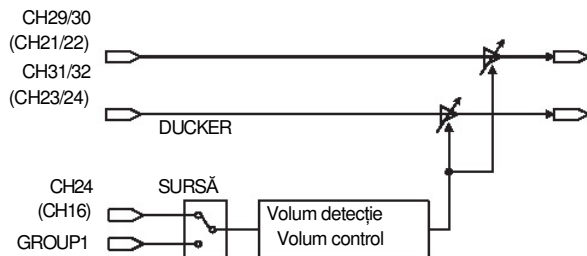 CH29/30
(CH21/22)
CH31/32
(CH23/24)
DUCKER
CH24
(CH16)
SURSĂ
GROUP1
Volum detecție
Volum control